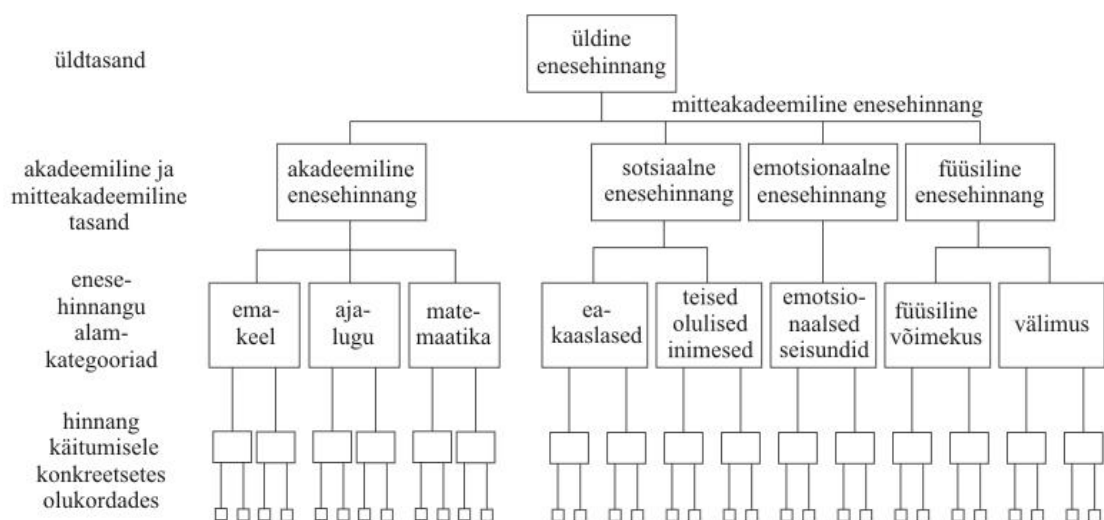 üldtasand
üldine
enesehinnang
mitteakadeemiline enesehinnang
akadeemiline ja
mitteakadeemiline
tasand
akadeemiline
enesehinnang
sotsiaalne
enesehinnang
emotsionaalne
enesehinnang
füüsiline
enesehinnang
enese-
hinnangu
alam-
kategooriad
ema-
keel
aja-
lugu
mate-
maatika
ea-
kaaslased
teised
olulised
inimesed
emotsio-
naalsed
seisundid
füüsiline
võimekus
välimus
hinnang
käitumisele
konkreetsetes
olukordades